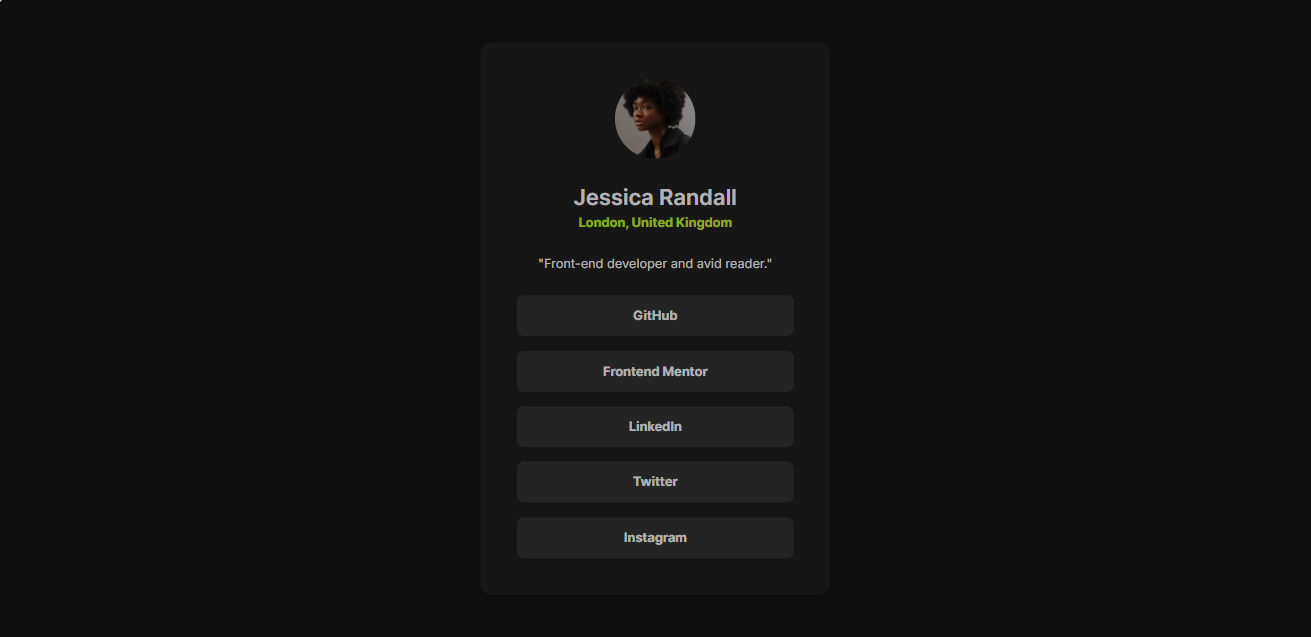 Jessica Randall
London, United Kingdom
"Front-end developer and avid reader."
GitHub
Frontend Mentor
LinkedIn
Twitter
Instagram